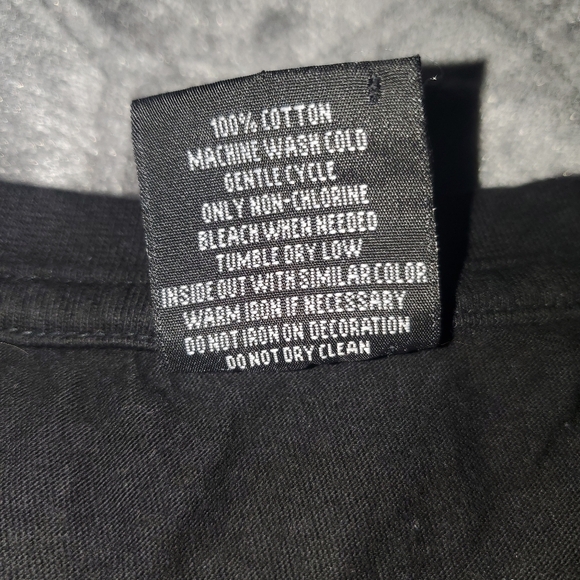 100% COTTON
MACHINE WASH COLD
GENTLE CYCLE
ONLY NON-CHLORINE
BLEACH WHEN NEEDED
TUMBLE DRY LOW
INSIDE OUT WITH SIMILAR COLOR
WARM IRON IF NECESSARY
DO NOT IRON ON DECORATION
DO NOT DRY CLEAN